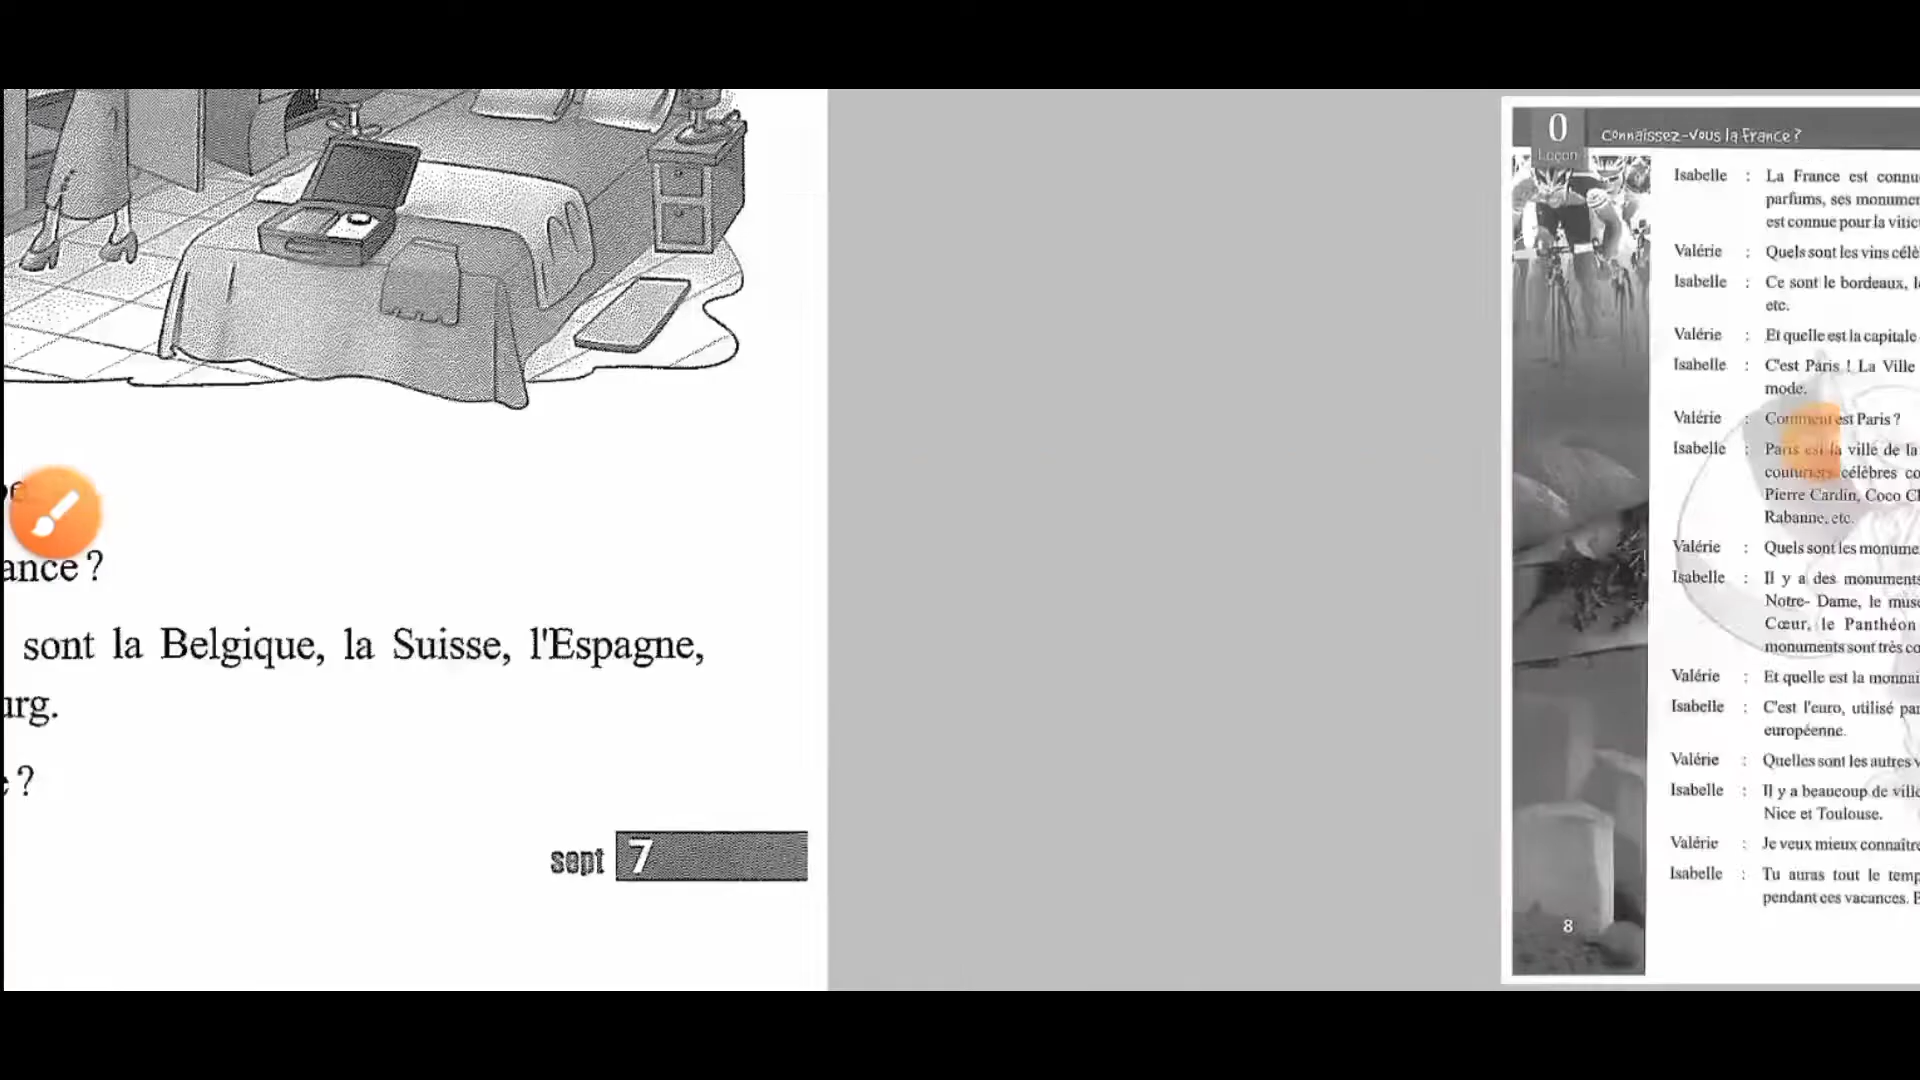 ance ?
sont la Belgique, la Suisse, l'Espagne,
urg.
?
sept 7
0
Leçon
Connaissez-vous la France ?
Isabelle : La France est connu
parfums, ses monumen
est connue pour la vitic
Valérie : Quels sont les vins célè
Isabelle : Ce sont le bordeaux, l
etc.
Valérie : Et quelle est la capitale
Isabelle : C'est Paris ! La Ville
mode.
Valérie : Comment est Paris ?
Isabelle : Paris est la ville de la
couturiers célèbres co
Pierre Cardin, Coco Ch
Rabanne, etc.
Valérie : Quels sont les monume
Isabelle : Il y a des monuments
Notre- Dame, le musé
Cœur, le Panthéon
monuments sont très co
Valérie : Et quelle est la monnai
Isabelle : C'est l'euro, utilisé par
européenne.
Valérie : Quelles sont les autres v
Isabelle : Il y a beaucoup de ville
Nice et Toulouse.
Valérie : Je veux mieux connaître
Isabelle : Tu auras tout le temp
pendant ces vacances. E
8